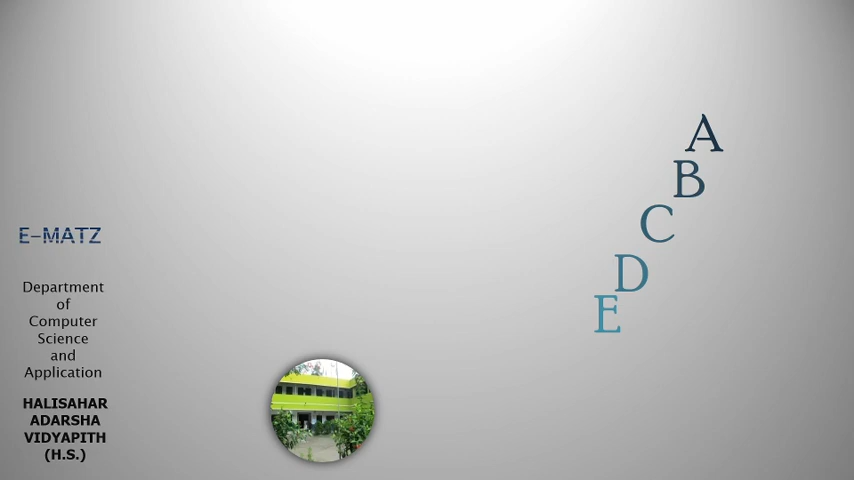 A
B
C
D
E
E-MATZ
Department
of
Computer
Science
and
Application
HALISAHAR
ADARSHA
VIDYAPITH
(H.S.)